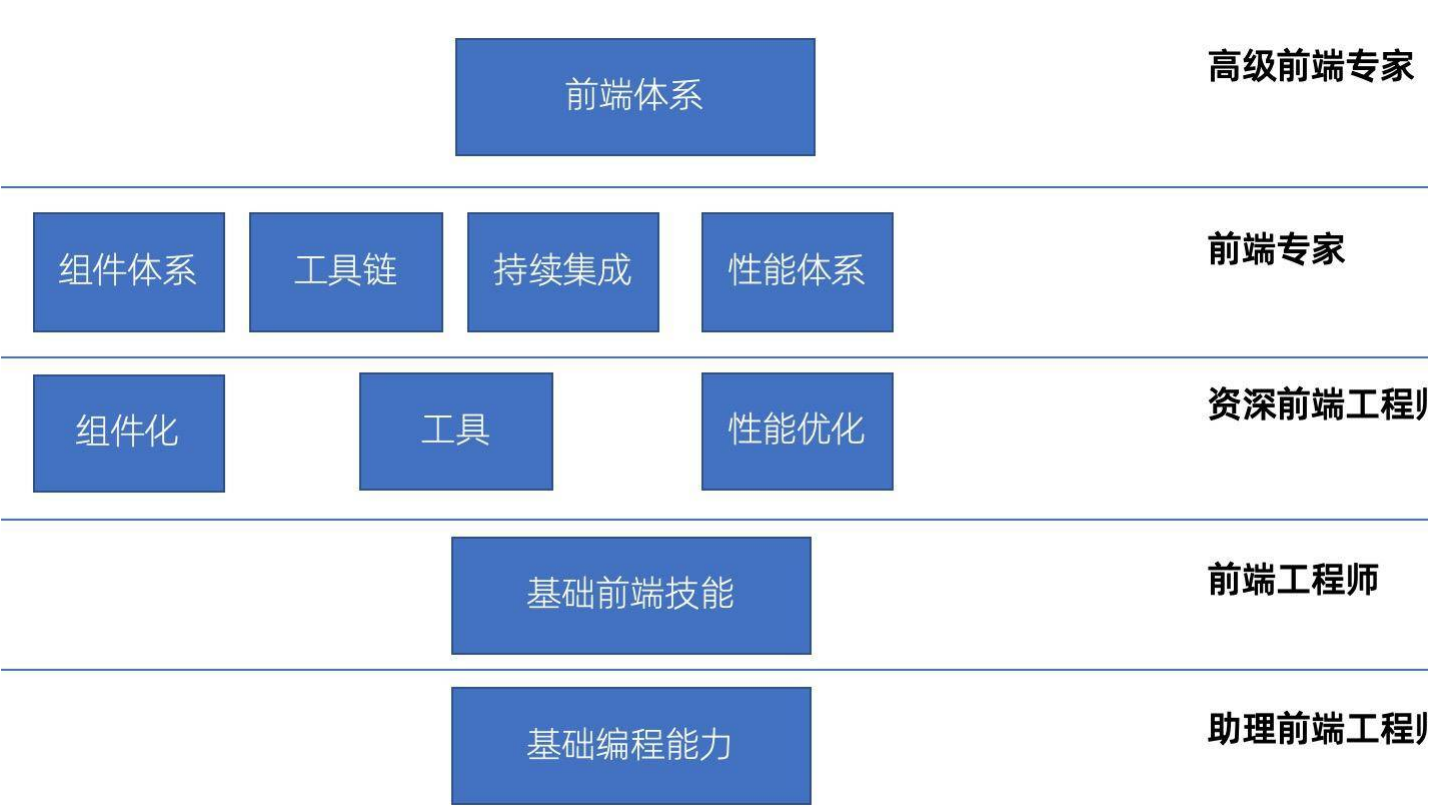 前端体系
高级前端专家
组件体系
工具链
持续集成
性能体系
前端专家
组件化
工具
性能优化
资深前端工程师
基础前端技能
前端工程师
基础编程能力
助理前端工程师